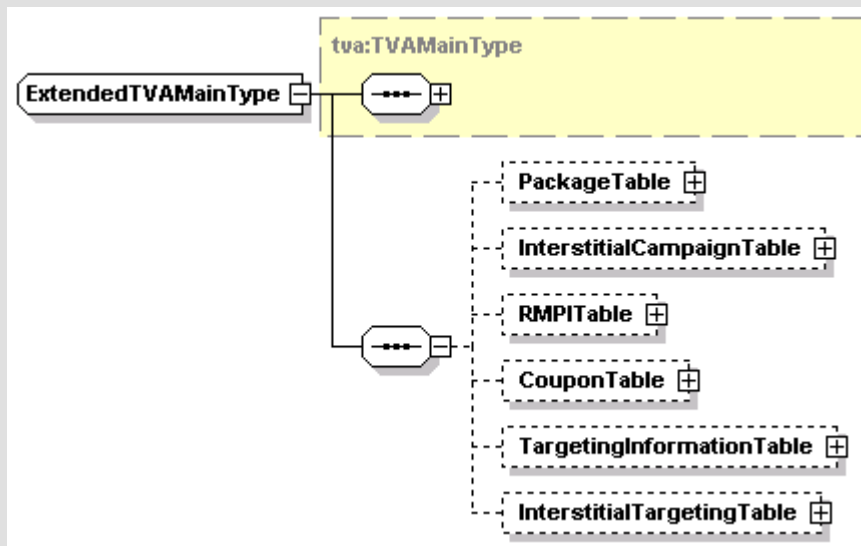 tva:TVAMainType
ExtendedTVAMainType
PackageTable
InterstitialCampaignTable
RMPITable
CouponTable
TargetingInformationTable
InterstitialTargetingTable